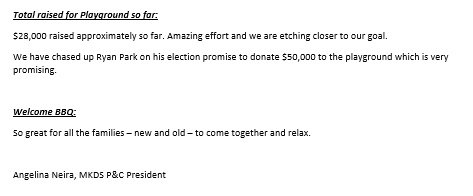 Total raised for Playground so far:
$28,000 raised approximately so far. Amazing effort and we are etching closer to our goal.
We have chased up Ryan Park on his election promise to donate $50,000 to the playground which is very
promising.
Welcome BBQ:
So great for all the families – new and old – to come together and relax.
Angelina Neira, MKDS P&C President